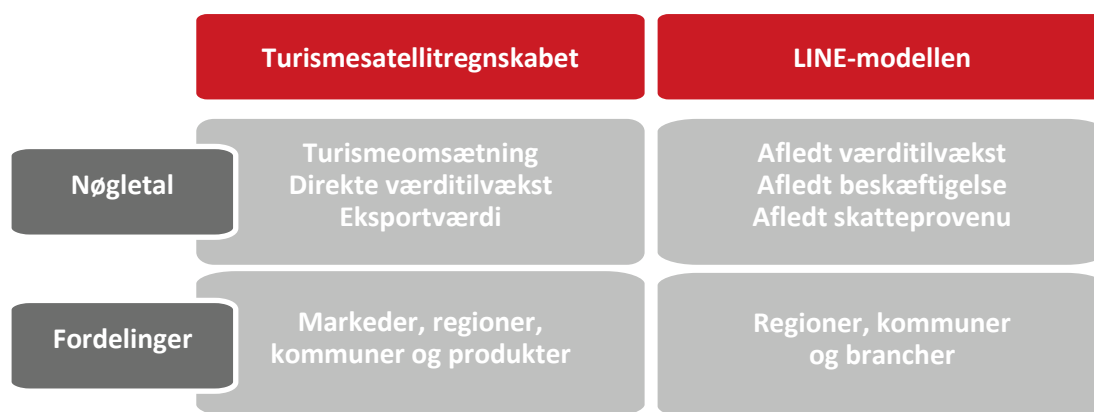 Turismesatellitregnskabet
LINE-modellen
Nøgletal
Turismeomsætning
Direkte værditilvækst
Eksportværdi
Afledt værditilvækst
Afledt beskæftigelse
Afledt skatteprovenu
Fordelinger
Markeder, regioner,
kommuner og produkter
Regioner, kommuner
og brancher